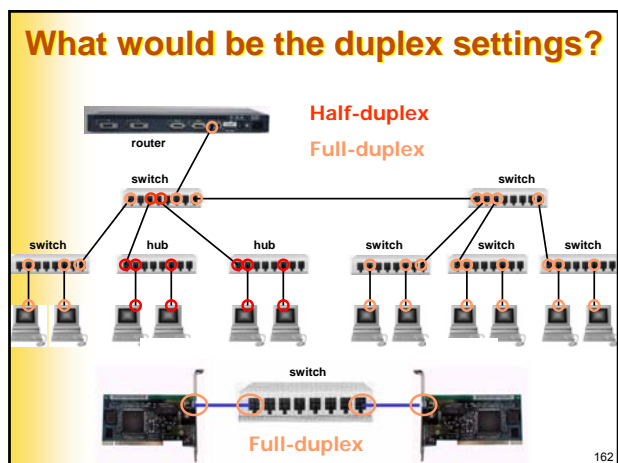 What would be the duplex settings?
Half-duplex
Full-duplex
router
switch
switch
switch
hub
hub
switch
switch
switch
switch
Full-duplex
162